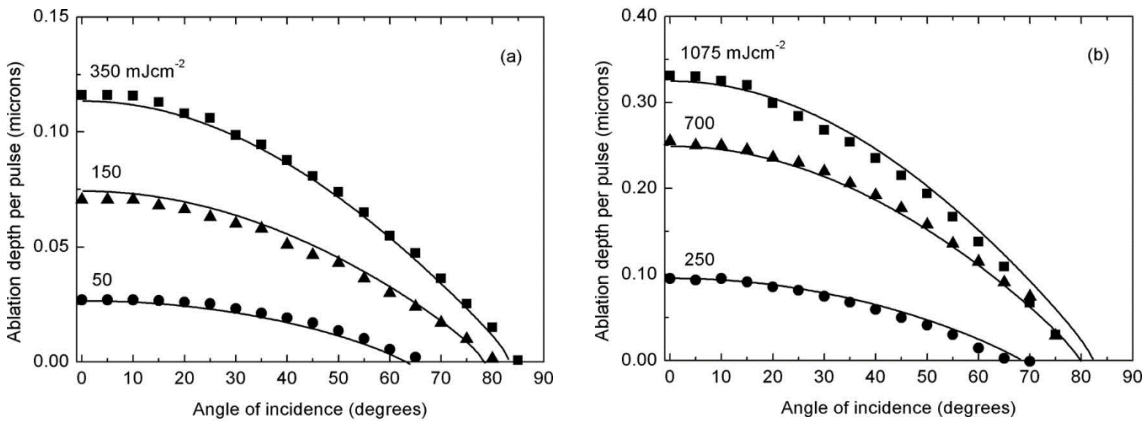 (a)
350 mJcm⁻²
150
50
0.15
0.10
0.05
0.00
0 10 20 30 40 50 60 70 80 90
Angle of incidence (degrees)
Ablation depth per pulse (microns)
(b)
1075 mJcm⁻²
700
250
0.40
0.30
0.20
0.10
0.00
0 10 20 30 40 50 60 70 80 90
Angle of incidence (degrees)
Ablation depth per pulse (microns)